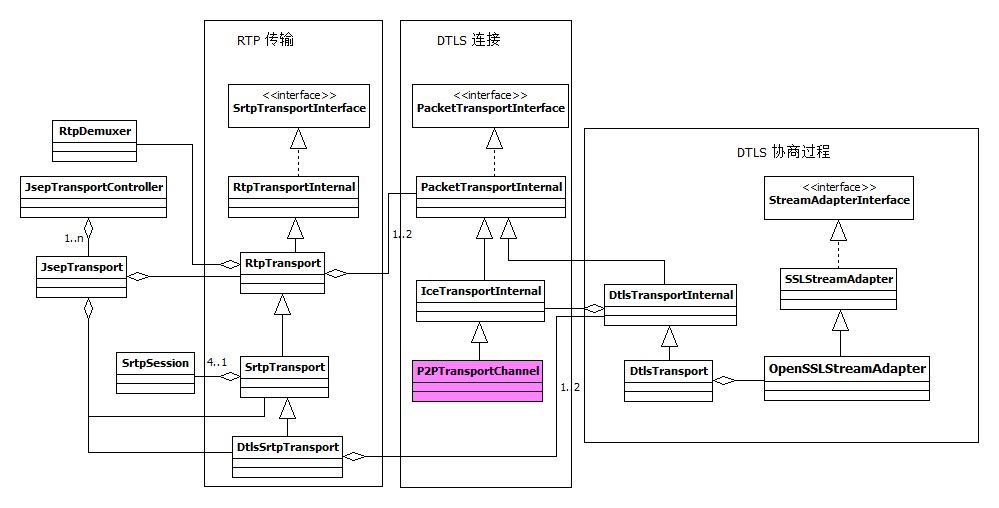 RTP 传输
DTLS 连接
<<interface>>
SrtpTransportInterface
<<interface>>
PacketTransportInterface
RtpDemuxer
DTLS 协商过程
JsepTransportController
RtpTransportInternal
PacketTransportInternal
<<interface>>
StreamAdapterInterface
1..n
1..2
JsepTransport
RtpTransport
IceTransportInternal
DtlsTransportInternal
SSLStreamAdapter
SrtpSession
4..1
SrtpTransport
P2PTransportChannel
1..2
DtlsTransport
OpenSSLStreamAdapter
DtlsSrtpTransport